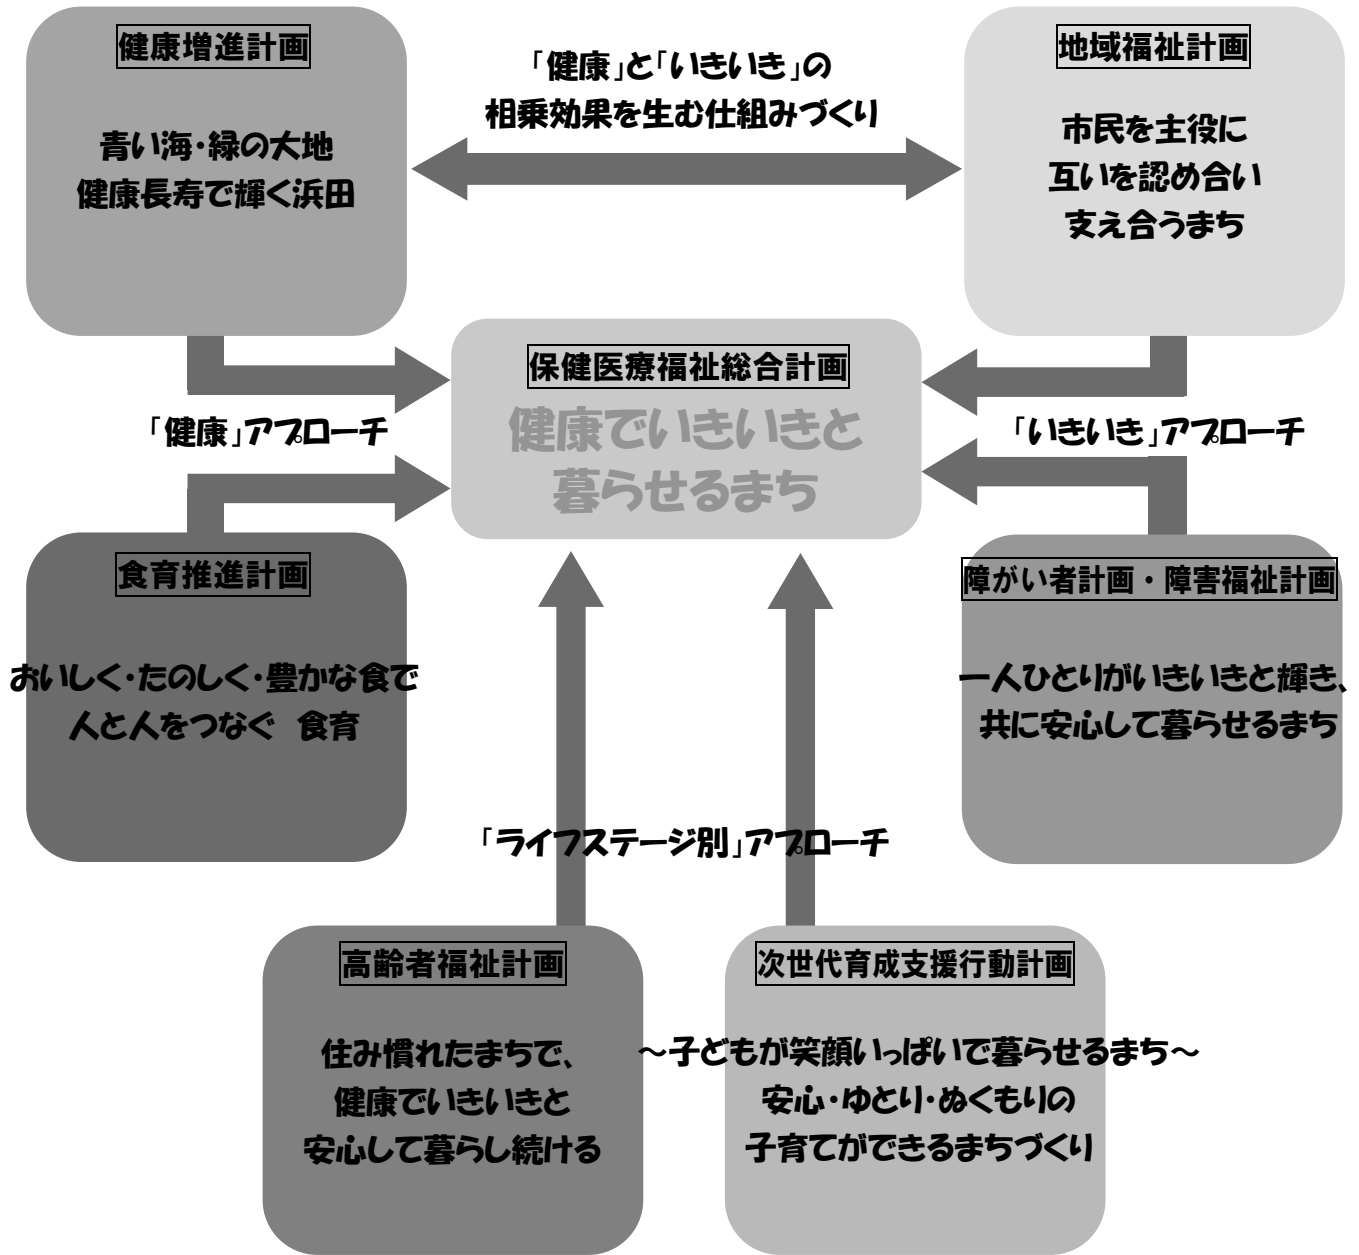 健康増進計画
青い海・緑の大地
健康長寿で輝く浜田
「健康」と「いきいき」の
相乗効果を生む仕組みづくり
地域福祉計画
市民を主役に
互いを認め合い
支え合うまち
保健医療福祉総合計画
健康でいきいきと
暮らせるまち
「健康」アプローチ
「いきいき」アプローチ
食育推進計画
おいしく・たのしく・豊かな食で
人と人をつなぐ　食育
障がい者計画・障害福祉計画
一人ひとりがいきいきと輝き、
共に安心して暮らせるまち
「ライフステージ別」アプローチ
高齢者福祉計画
住み慣れたまちで、
健康でいきいきと
安心して暮らし続ける
次世代育成支援行動計画
～子どもが笑顔いっぱいで暮らせるまち～
安心・ゆとり・ぬくもりの
子育てができるまちづくり